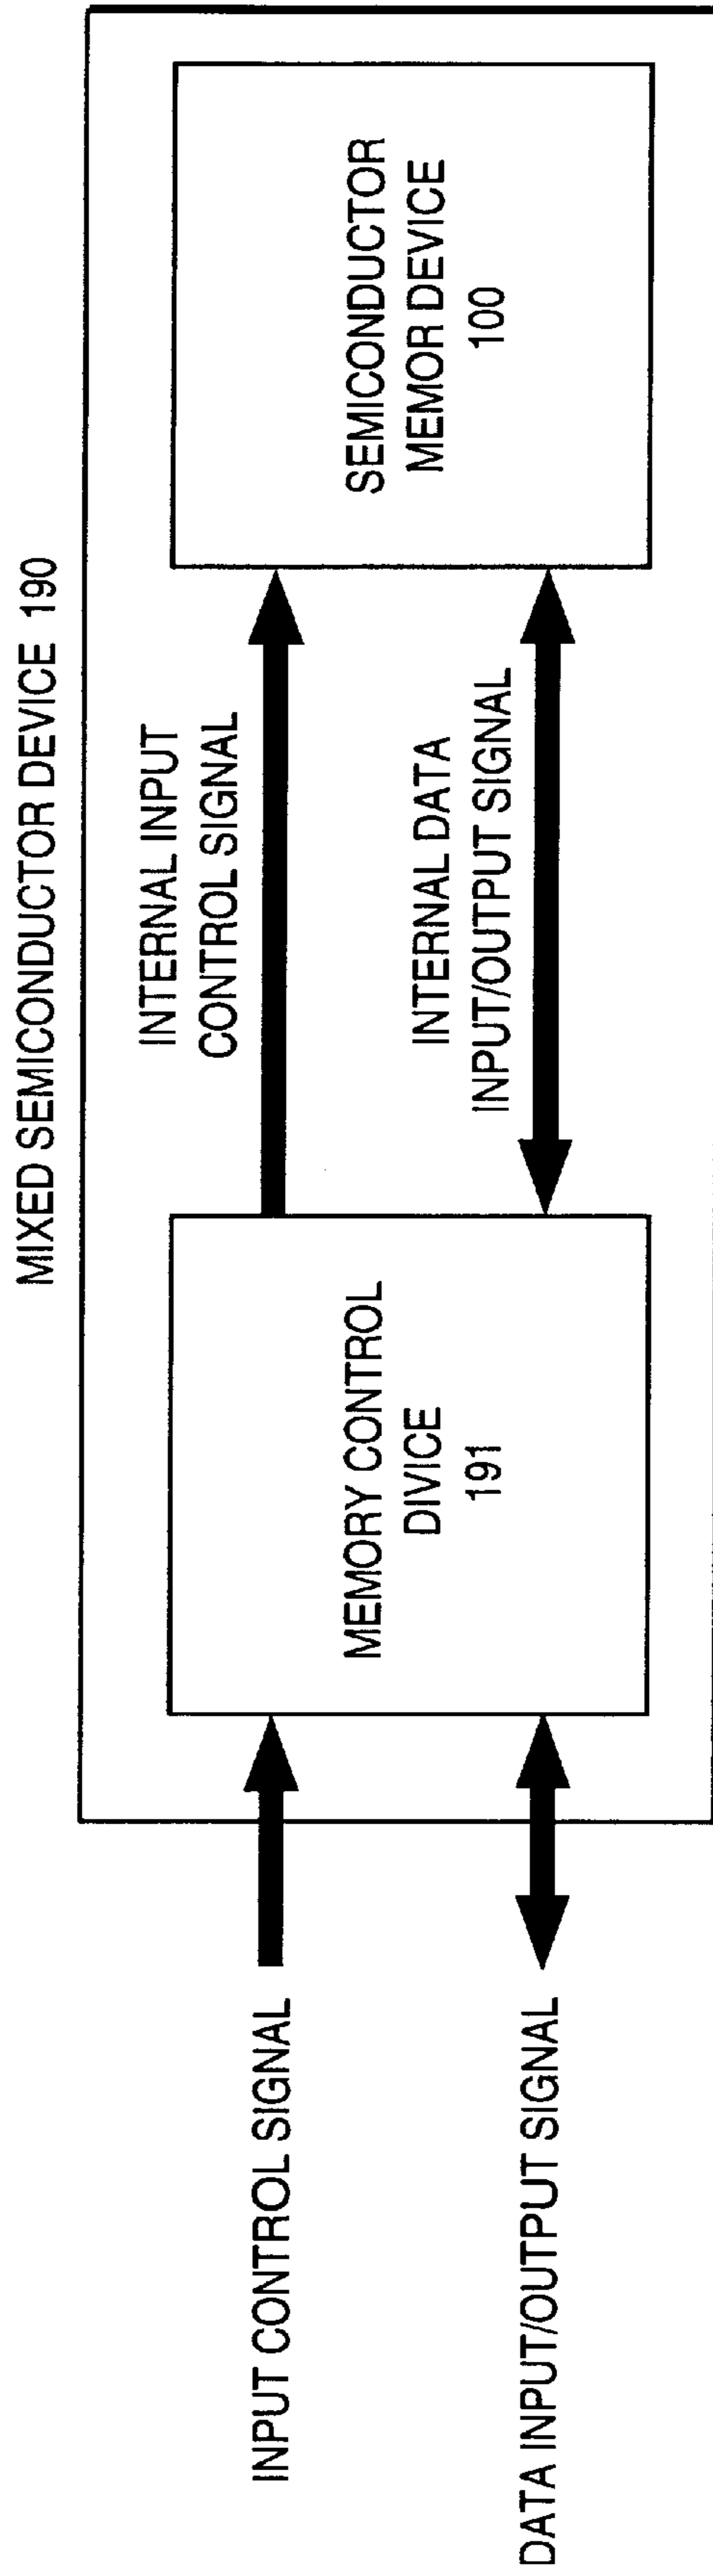 MIXED SEMICONDUCTOR DEVICE 190
INPUT CONTROL SIGNAL
DATA INPUT/OUTPUT SIGNAL
MEMORY CONTROL
DIVICE
191
INTERNAL INPUT
CONTROL SIGNAL
INTERNAL DATA
INPUT/OUTPUT SIGNAL
SEMICONDUCTOR
MEMOR DEVICE
100